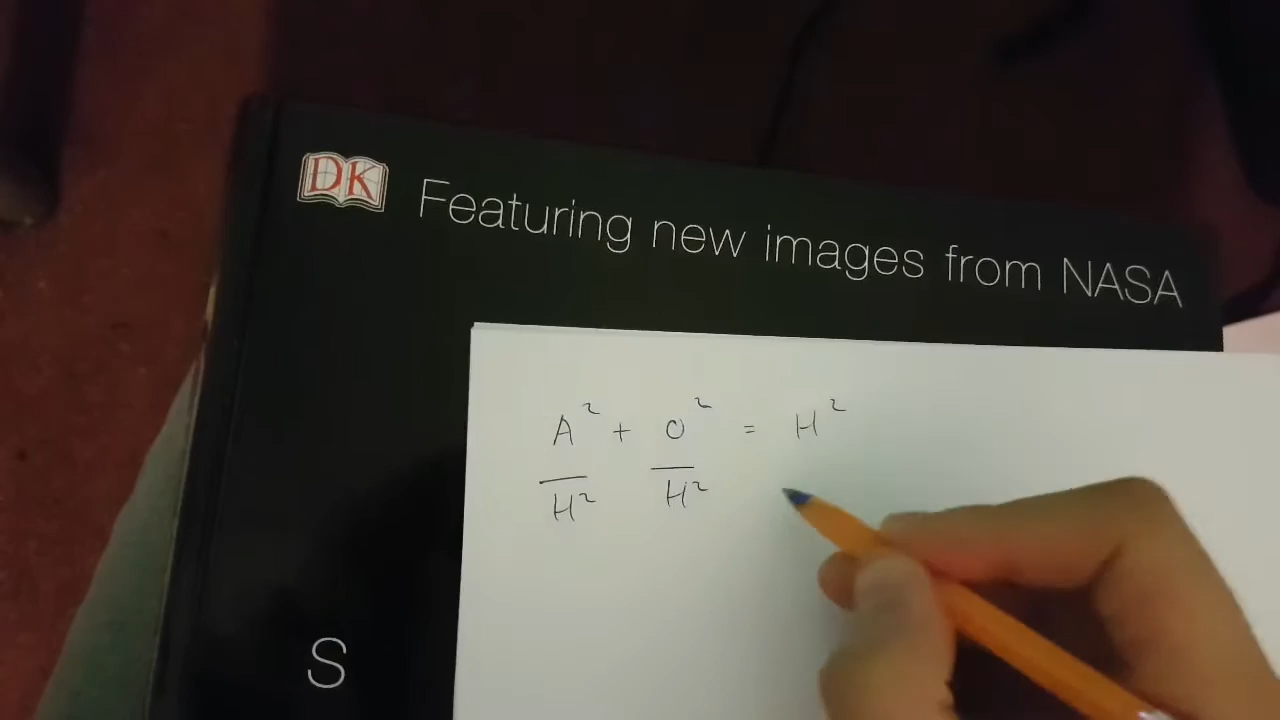 DK
Featuring new images from NASA
A² + O² = H²
H² H²
S